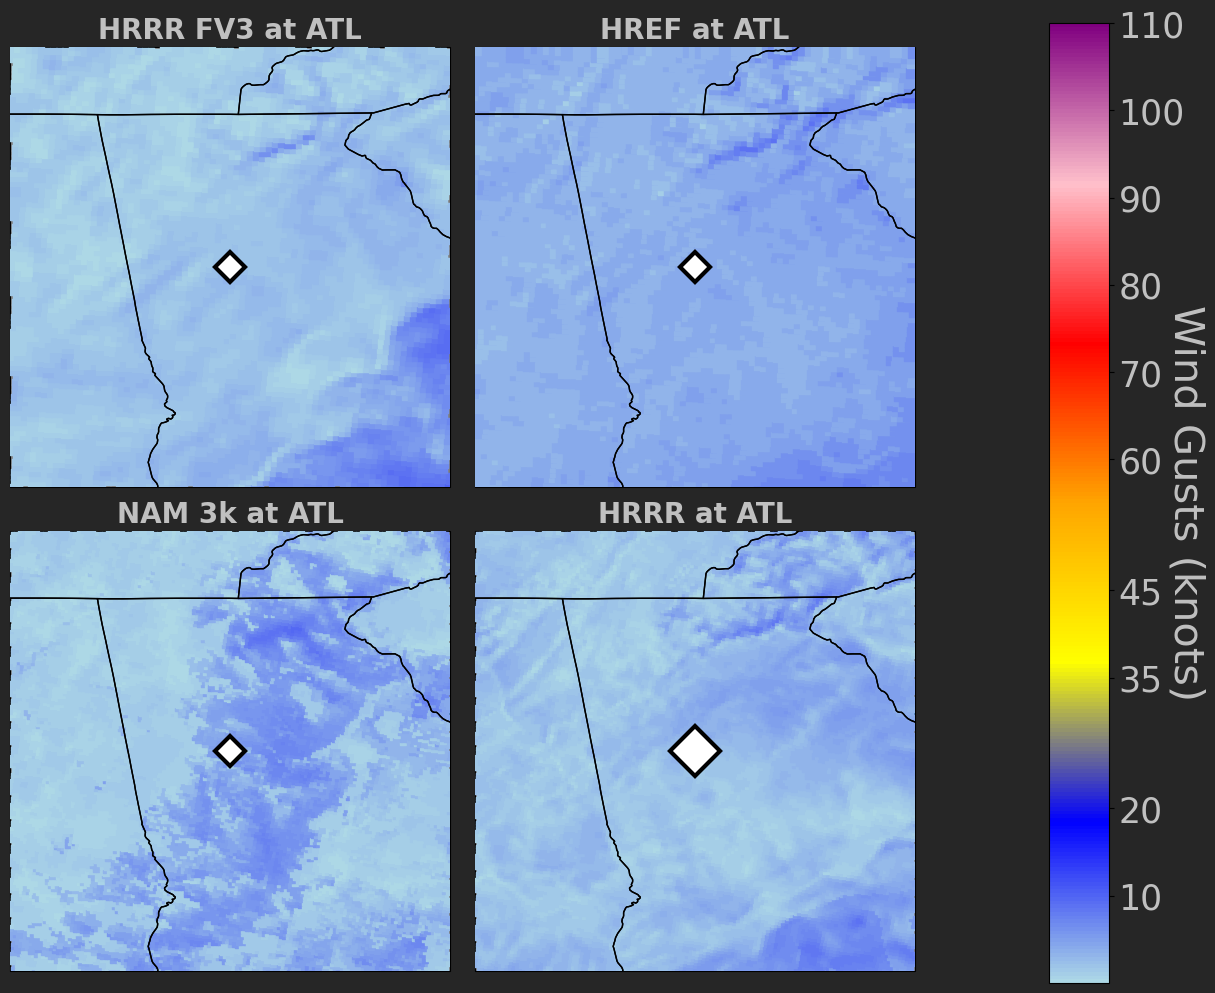 HRRR FV3 at ATL
HREF at ATL
NAM 3k at ATL
HRRR at ATL
110
100
90
80
70
60
45
35
20
10
Wind Gusts (knots)